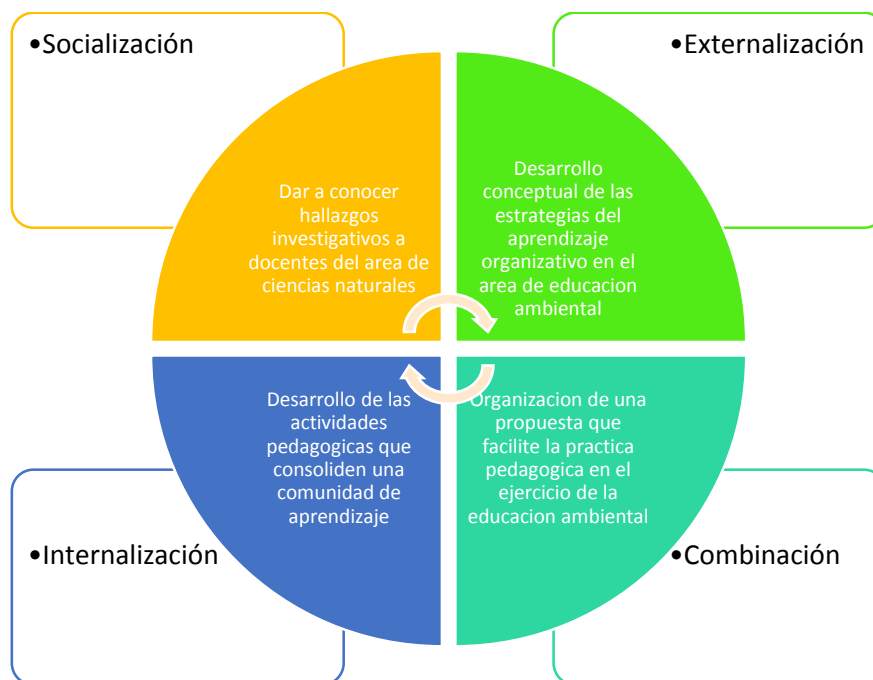 •Socialización
•Externalización
Dar a conocer
hallazgos
investigativos a
docentes del area de
ciencias naturales
Desarrollo
conceptual de las
estrategias del
aprendizaje
organizativo en el
area de educacion
ambiental
Desarrollo de las
actividades
pedagogicas que
consoliden una
comunidad de
aprendizaje
Organizacion de una
propuesta que
facilite la practica
pedagogica en el
ejercicio de la
educacion ambiental
•Internalización
•Combinación